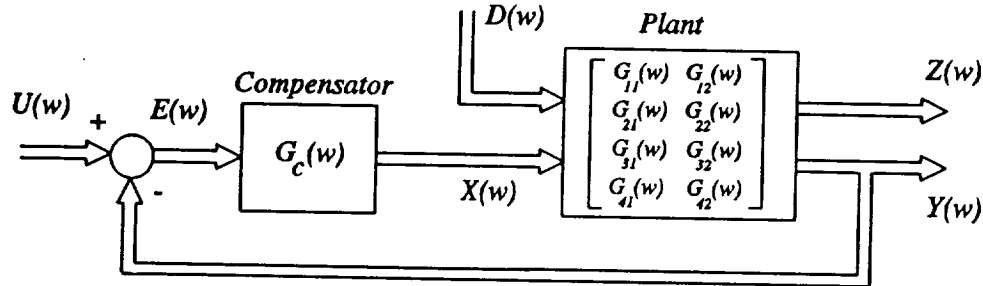 D(w)
Plant
Compensator
U(w)
+
E(w)
G_c(w)
X(w)
G_11(w) G_12(w)
G_21(w) G_22(w)
G_31(w) G_32(w)
G_41(w) G_42(w)
Z(w)
Y(w)
-